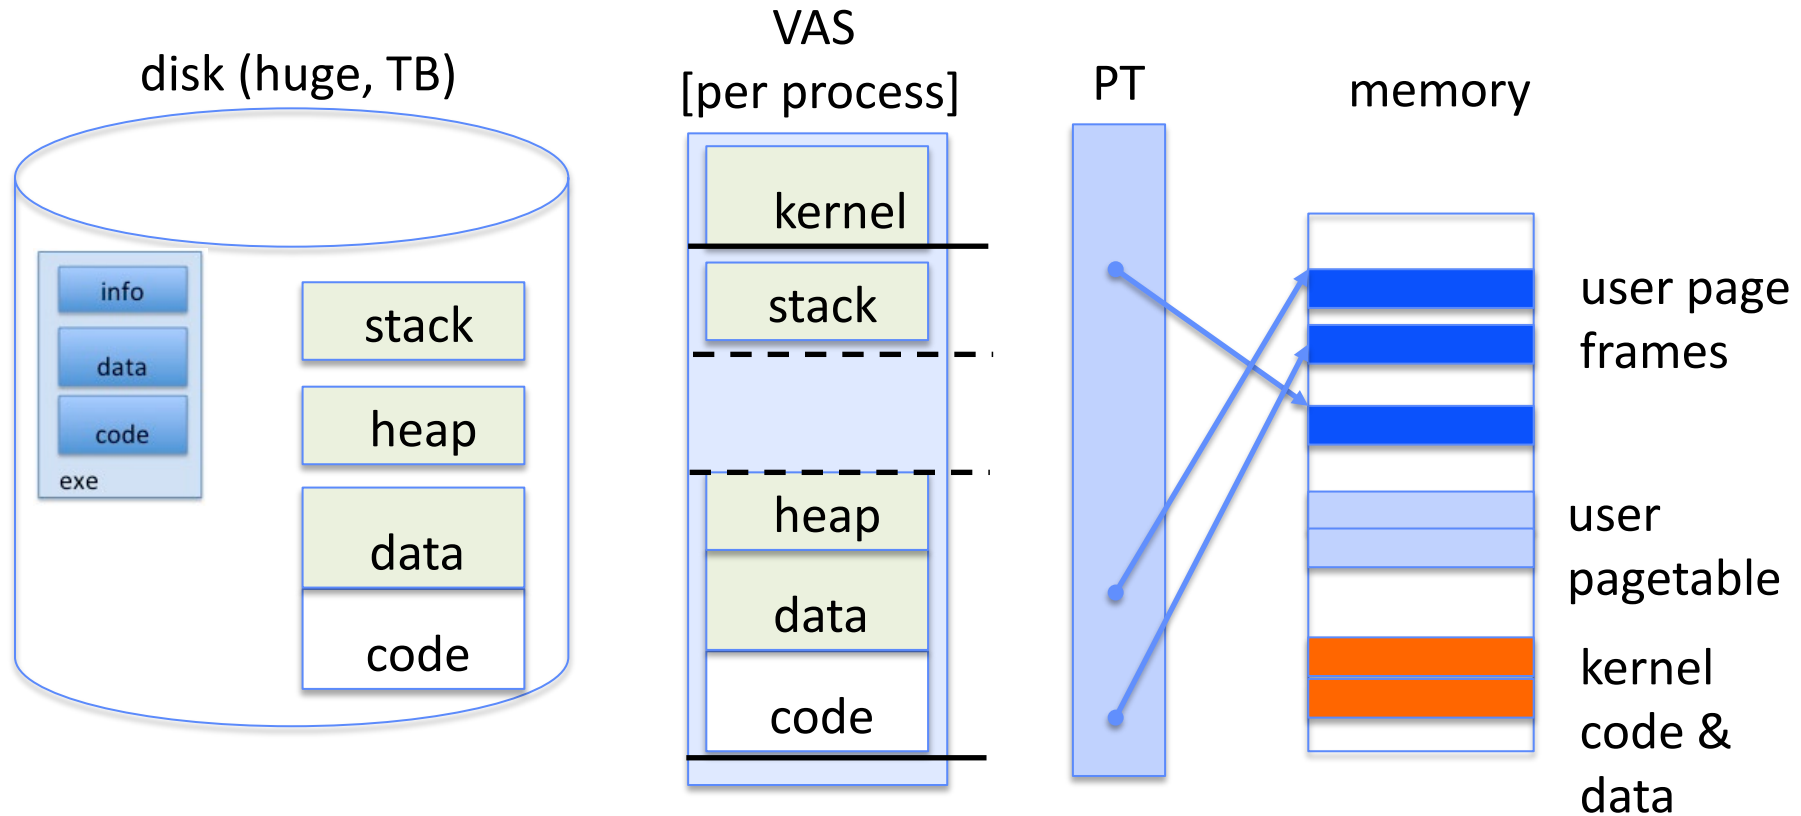 disk (huge, TB)
info
data
code
exe
stack
heap
data
code
VAS
[per process]
kernel
stack
heap
data
code
PT
memory
user page
frames
user
pagetable
kernel
code &
data